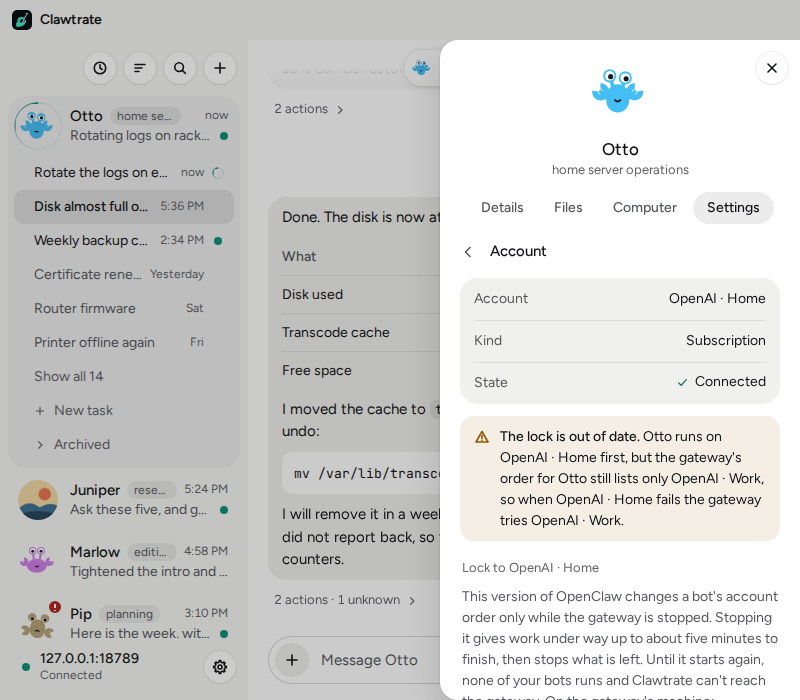 Clawtrate
Otto home se... now
Rotating logs on rack...
Rotate the logs on e... now
Disk almost full o... 5:36 PM
Weekly backup c... 2:34 PM
Certificate rene... Yesterday
Router firmware Sat
Printer offline again Fri
Show all 14
New task
Archived
Juniper rese... 5:24 PM
Ask these five, and g...
Marlow editi... 4:58 PM
Tightened the intro and ...
Pip planning 3:10 PM
Here is the week. wit...
127.0.0.1:18789
Connected
2 actions
Done. The disk is now at
What
Disk used
Transcode cache
Free space
I moved the cache to
undo:
mv /var/lib/transc
I will remove it in a wee
did not report back, so
counters.
2 actions · 1 unknown
Message Otto
Otto
home server operations
Details Files Computer Settings
Account
Account OpenAI · Home
Kind Subscription
State Connected
The lock is out of date. Otto runs on
OpenAI · Home first, but the gateway's
order for Otto still lists only OpenAI · Work,
so when OpenAI · Home fails the gateway
tries OpenAI · Work.
Lock to OpenAI · Home
This version of OpenClaw changes a bot's account
order only while the gateway is stopped. Stopping
it gives work under way up to about five minutes to
finish, then stops what is left. Until it starts again,
none of your bots runs and Clawtrate can't reach
the gateway. On the gateway's machine: